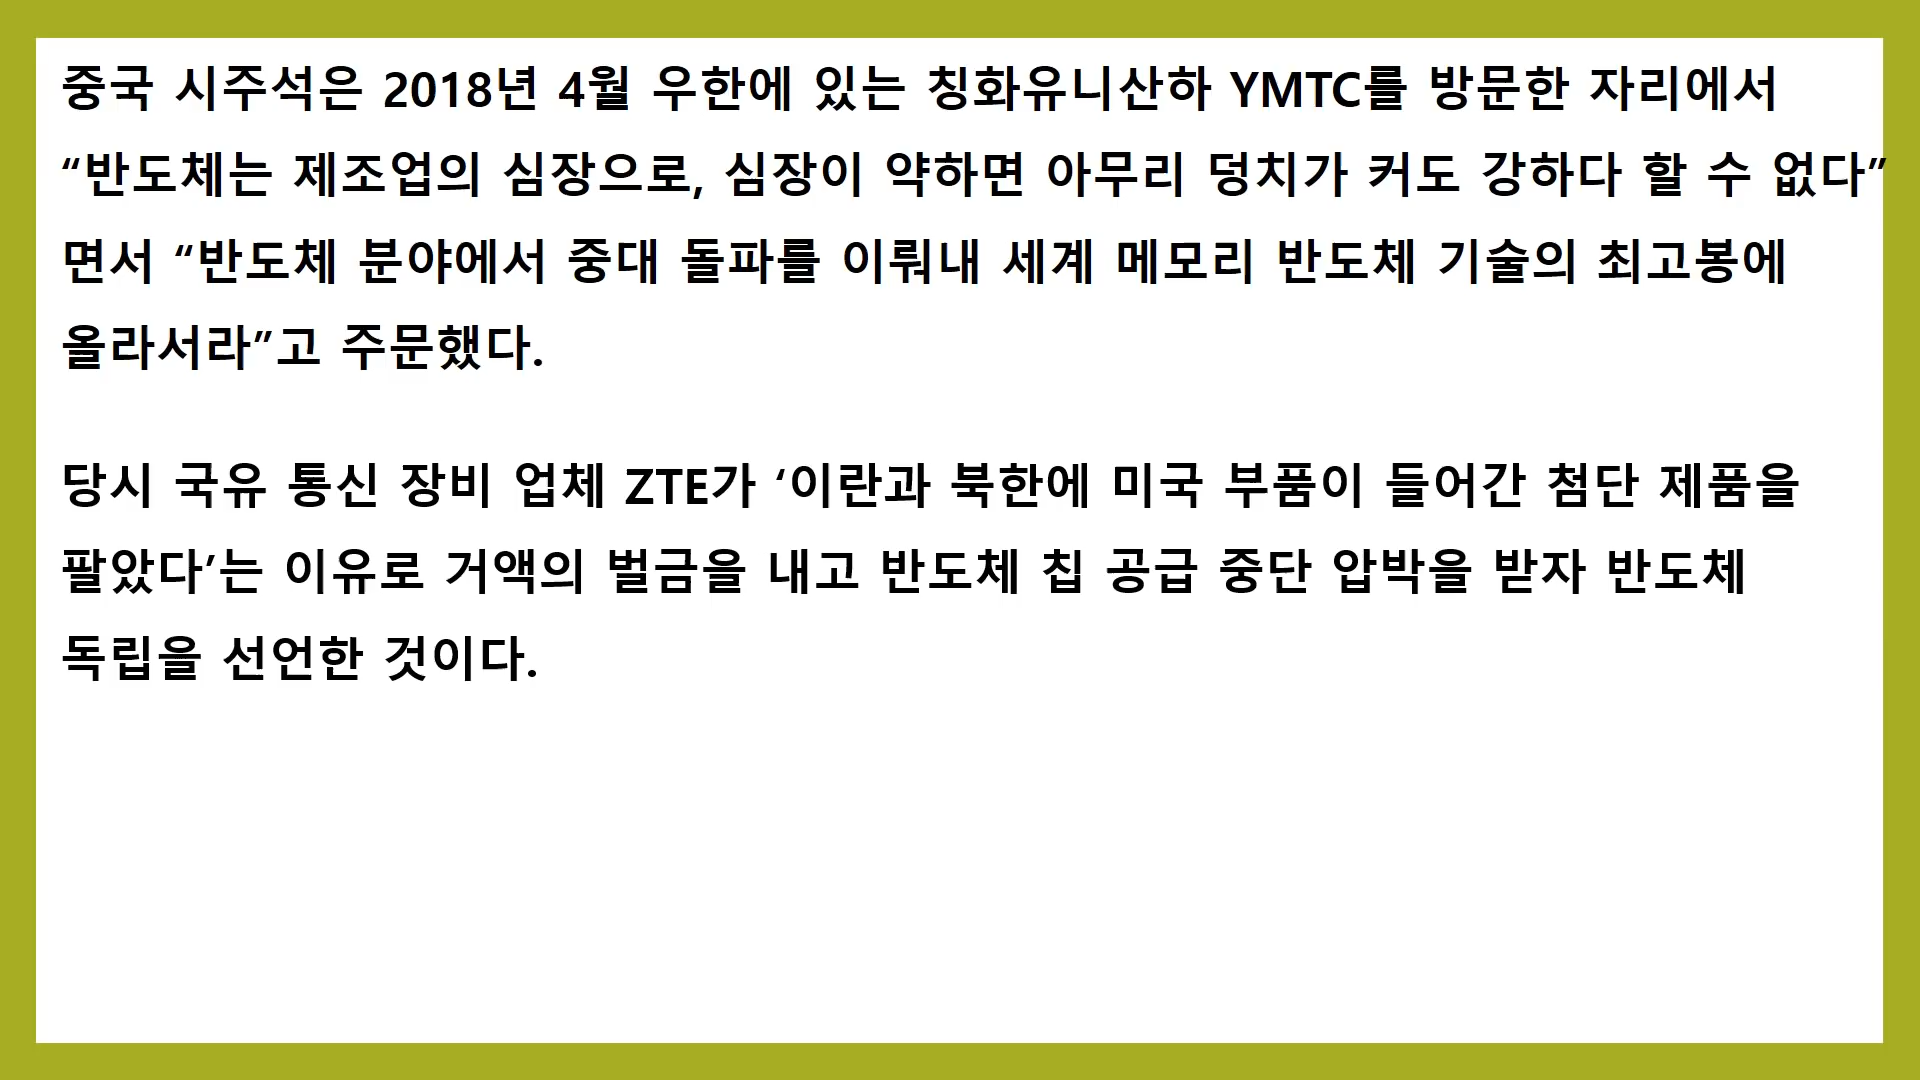 중국 시주석은 2018년 4월 우한에 있는 칭화유니산하 YMTC를 방문한 자리에서
“반도체는 제조업의 심장으로, 심장이 약하면 아무리 덩치가 커도 강하다 할 수 없다”
면서 “반도체 분야에서 중대 돌파를 이뤄내 세계 메모리 반도체 기술의 최고봉에
올라서라”고 주문했다.
당시 국유 통신 장비 업체 ZTE가 ‘이란과 북한에 미국 부품이 들어간 첨단 제품을
팔았다’는 이유로 거액의 벌금을 내고 반도체 칩 공급 중단 압박을 받자 반도체
독립을 선언한 것이다.